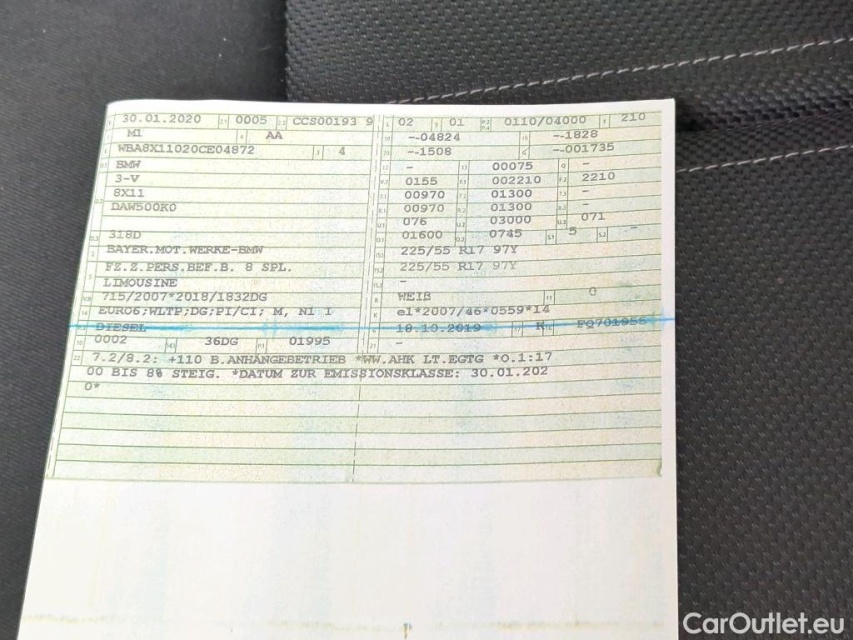 30.01.2020 0005 CCS00193 9 02 01 0110/04000 210
M1 AA --04824 --1828
WBA8X11020CE04872 4 --1508 --001735
BMW - 00075 -
3-V 0155 002210 2210
8X11 00970 01300 -
DAW500K0 00970 01300 -
076 03000 071
318D 01600 0745 5 -
BAYER.MOT.WERKE-BMW 225/55 R17 97Y
FZ.Z.PERS.BEF.B. 8 SPL. 225/55 R17 97Y
LIMOUSINE -
715/2007*2018/1832DG WEIß 0
EURO6;WLTP;DG;PI/CI; M, N1 I e1*2007/46*0559*14
DIESEL 18.10.2019 K FQ701956
0002 36DG 01995 -
7.2/8.2: +110 B.ANHÄNGEBETRIEB *WW.AHK LT.EGTG *O.1:17
00 BIS 8% STEIG. *DATUM ZUR EMISSIONSKLASSE: 30.01.202
0*
CarOutlet.eu